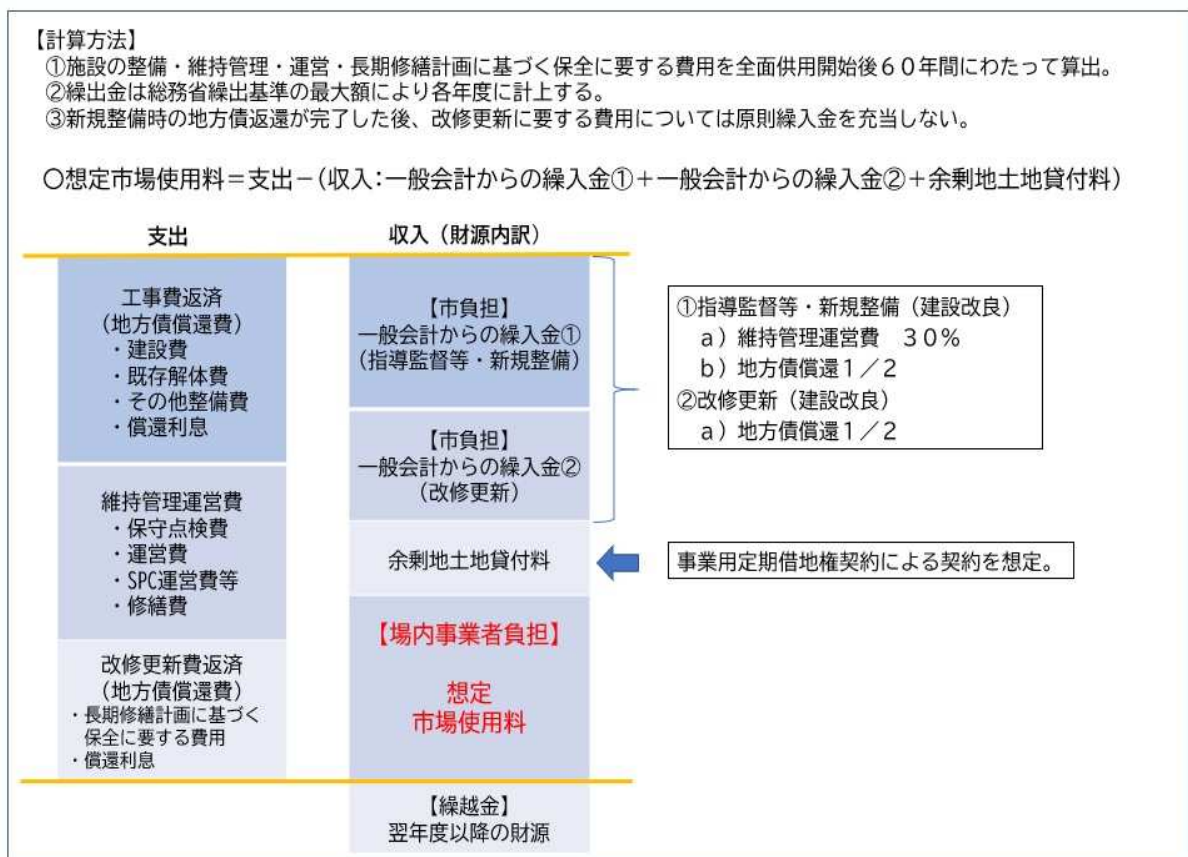 【計算方法】
①施設の整備・維持管理・運営・長期修繕計画に基づく保全に要する費用を全面供用開始後６０年間にわたって算出。
②繰出金は総務省繰出基準の最大額により各年度に計上する。
③新規整備時の地方債返還が完了した後、改修更新に要する費用については原則繰入金を充当しない。
〇想定市場使用料＝支出－（収入：一般会計からの繰入金①＋一般会計からの繰入金②＋余剰地土地貸付料）
支出
工事費返済
（地方債償還費）
・建設費
・既存解体費
・その他整備費
・償還利息
維持管理運営費
・保守点検費
・運営費
・SPC運営費等
・修繕費
改修更新費返済
（地方債償還費）
・長期修繕計画に基づく
保全に要する費用
・償還利息
収入（財源内訳）
【市負担】
一般会計からの繰入金①
（指導監督等・新規整備）
【市負担】
一般会計からの繰入金②
（改修更新）
余剰地土地貸付料
【場内事業者負担】
想定
市場使用料
【繰越金】
翌年度以降の財源
①指導監督等・新規整備（建設改良）
ａ）維持管理運営費　３０％
ｂ）地方債償還１／２
②改修更新（建設改良）
ａ）地方債償還１／２
事業用定期借地権契約による契約を想定。